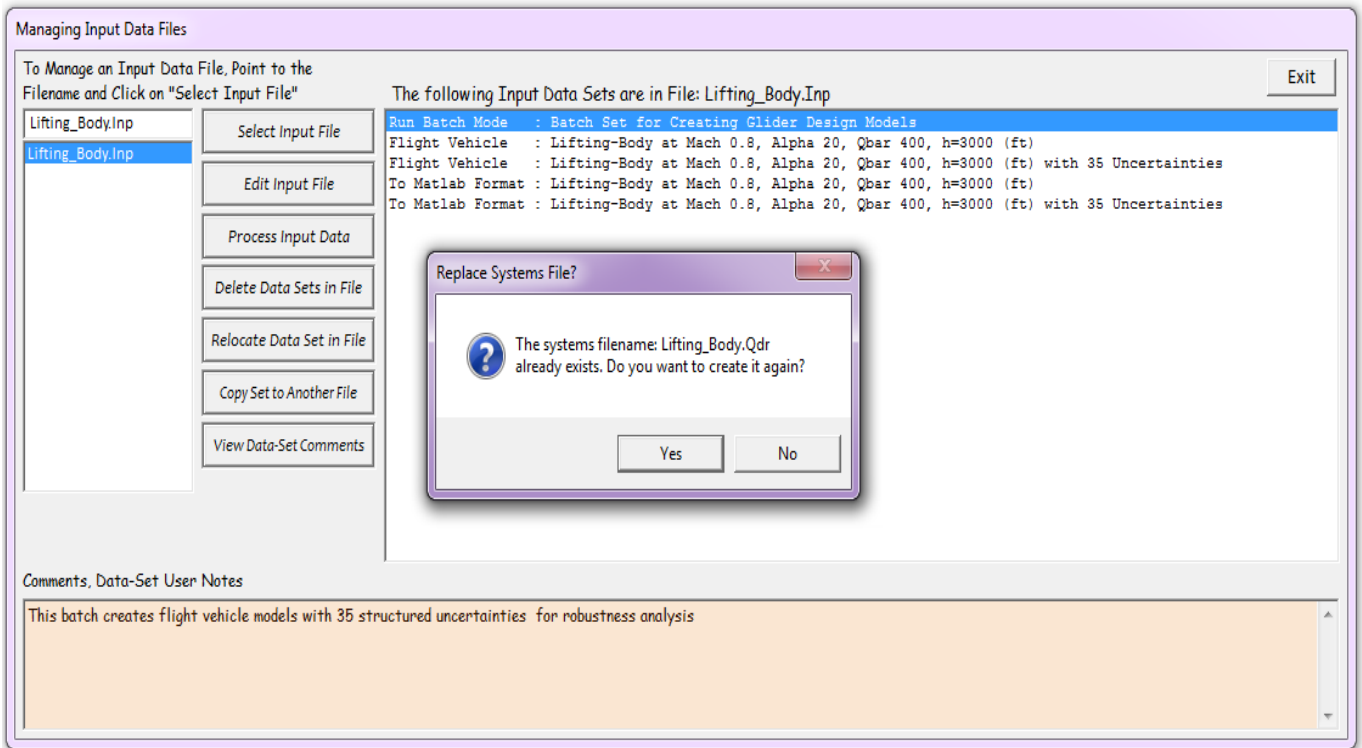 Managing Input Data Files
To Manage an Input Data File, Point to the
Filename and Click on "Select Input File"
The following Input Data Sets are in File: Lifting_Body.Inp
Exit
Lifting_Body.Inp
Lifting_Body.Inp
Select Input File
Edit Input File
Process Input Data
Delete Data Sets in File
Relocate Data Set in File
Copy Set to Another File
View Data-Set Comments
Run Batch Mode : Batch Set for Creating Glider Design Models
Flight Vehicle : Lifting-Body at Mach 0.8, Alpha 20, Qbar 400, h=3000 (ft)
Flight Vehicle : Lifting-Body at Mach 0.8, Alpha 20, Qbar 400, h=3000 (ft) with 35 Uncertainties
To Matlab Format : Lifting-Body at Mach 0.8, Alpha 20, Qbar 400, h=3000 (ft)
To Matlab Format : Lifting-Body at Mach 0.8, Alpha 20, Qbar 400, h=3000 (ft) with 35 Uncertainties
Replace Systems File?
X
?
The systems filename: Lifting_Body.Qdr
already exists. Do you want to create it again?
Yes
No
Comments, Data-Set User Notes
This batch creates flight vehicle models with 35 structured uncertainties for robustness analysis